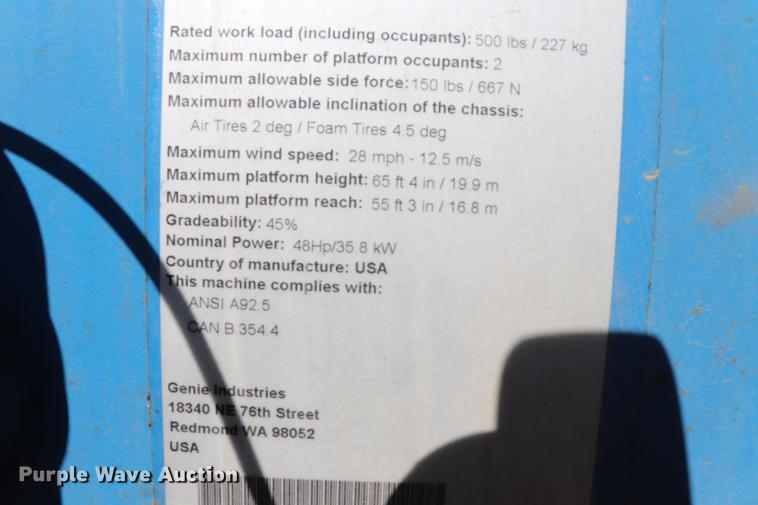 Rated work load (including occupants): 500 lbs / 227 kg
Maximum number of platform occupants: 2
Maximum allowable side force: 150 lbs / 667 N
Maximum allowable inclination of the chassis:
Air Tires 2 deg / Foam Tires 4.5 deg
Maximum wind speed: 28 mph - 12.5 m/s
Maximum platform height: 65 ft 4 in / 19.9 m
Maximum platform reach: 55 ft 3 in / 16.8 m
Gradeability: 45%
Nominal Power: 48Hp/35.8 kW
Country of manufacture: USA
This machine complies with:
ANSI A92.5
CAN B.354.4
Genie Industries
18340 NE 76th Street
Redmond WA 98052
USA
Purple Wave Auction